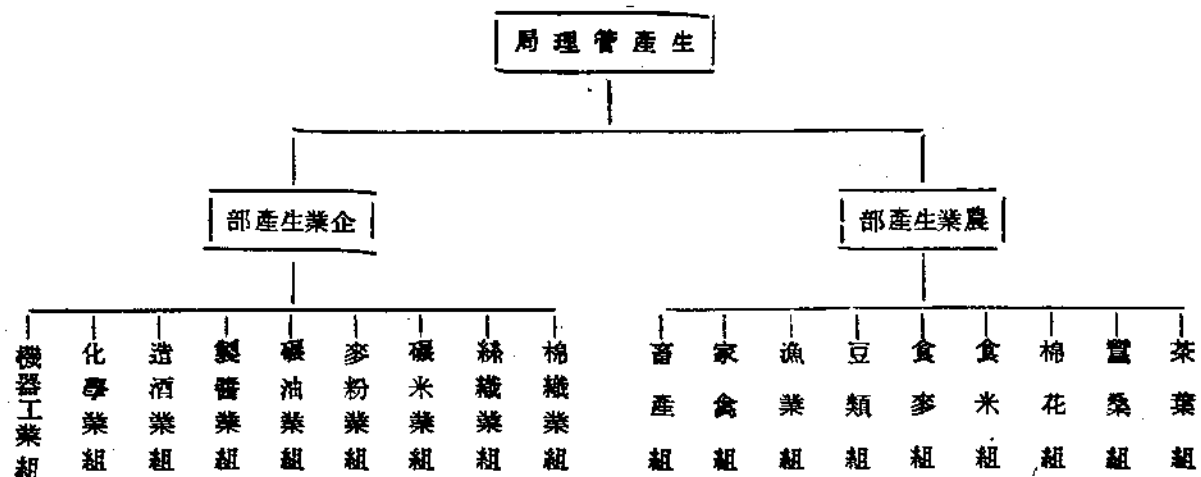 生產管理局
農業生產部
企業生產部
茶葉組
蠶桑組
棉花組
食米組
食麥組
豆類組
漁業組
家禽組
畜產組
棉織業組
絲織業組
碾米業組
麥粉業組
碾油業組
製醬業組
造酒業組
化學業組
機器工業組